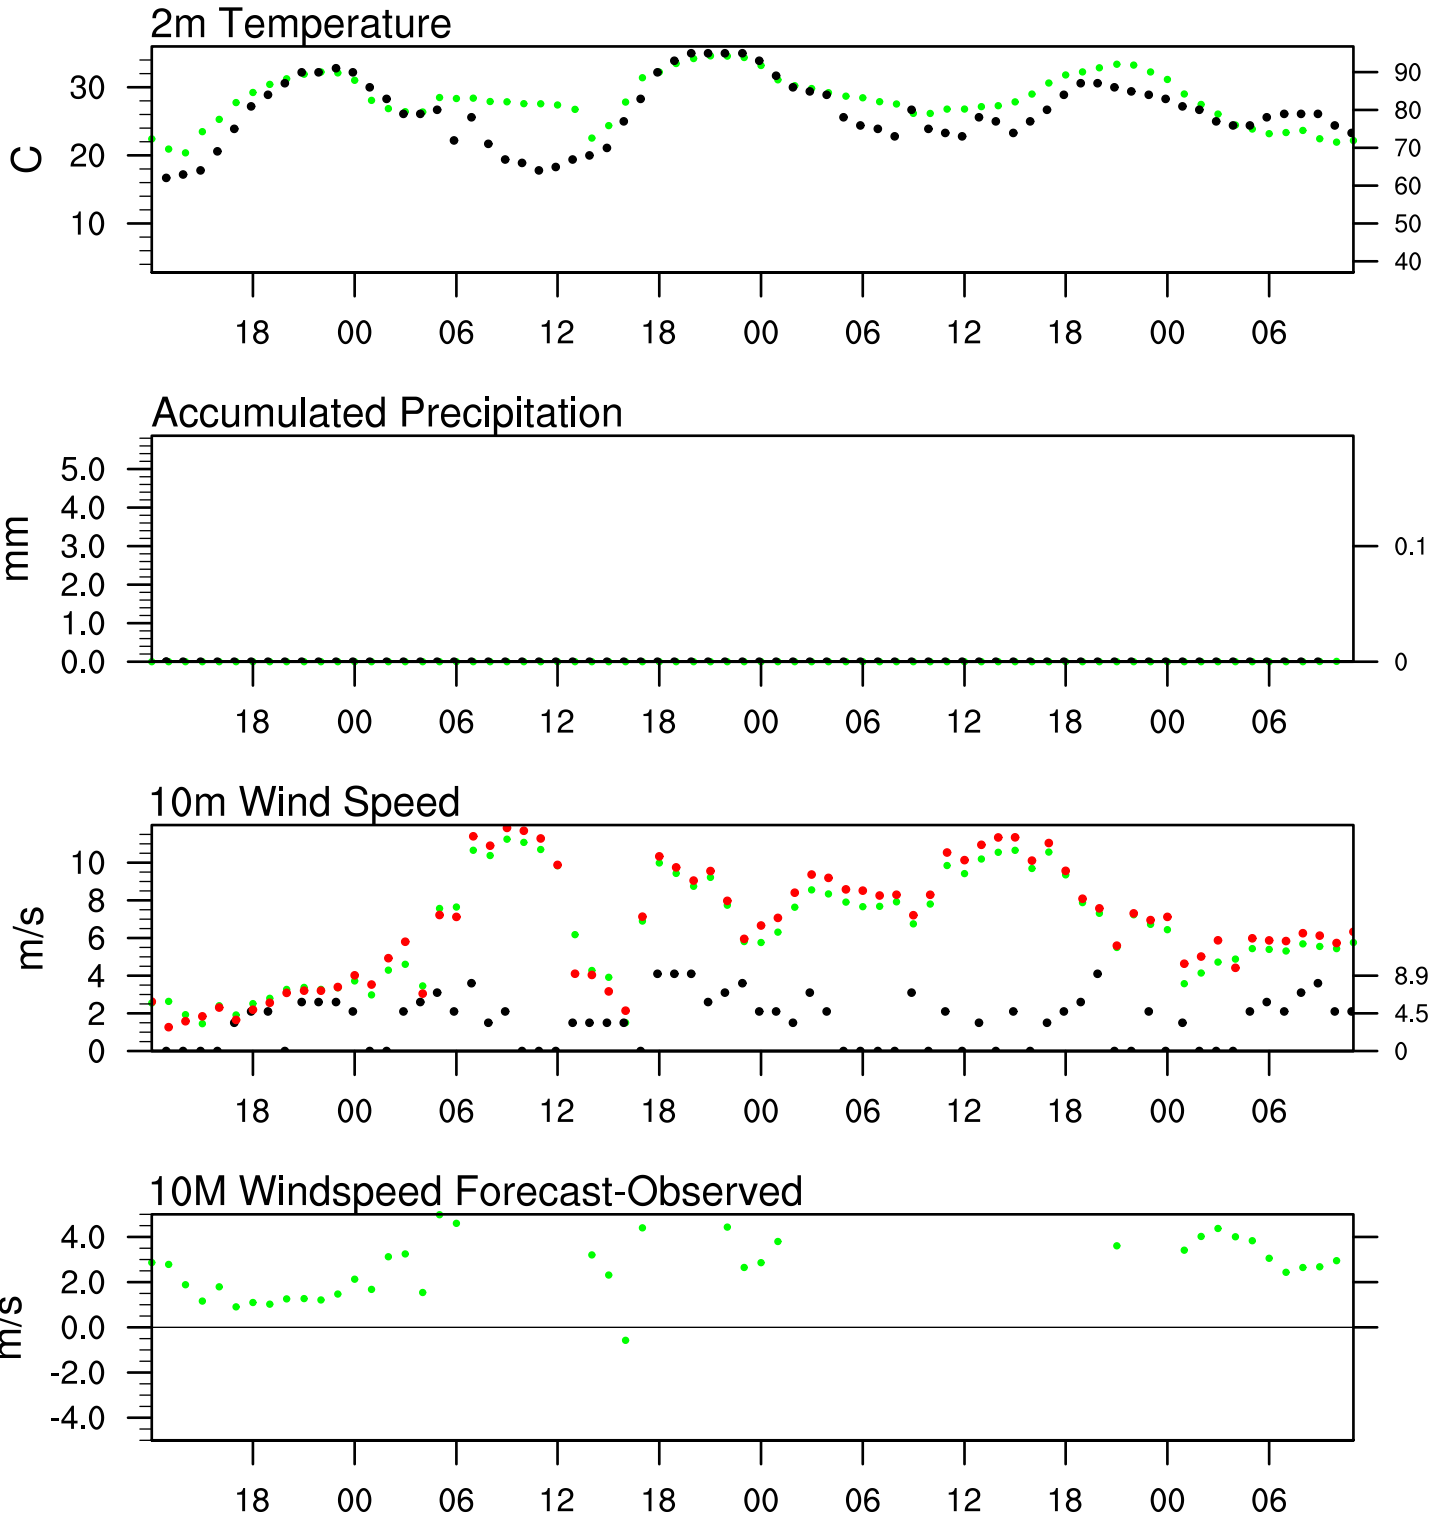 2m Temperature
30
20
10
C
90
80
70
60
50
40
18 00 06 12 18 00 06 12 18 00 06
Accumulated Precipitation
5.0
4.0
3.0
2.0
1.0
0.0
mm
0.1
0
18 00 06 12 18 00 06 12 18 00 06
10m Wind Speed
10
8
6
4
2
0
m/s
8.9
4.5
0
18 00 06 12 18 00 06 12 18 00 06
10M Windspeed Forecast-Observed
4.0
2.0
0.0
-2.0
-4.0
m/s
18 00 06 12 18 00 06 12 18 00 06